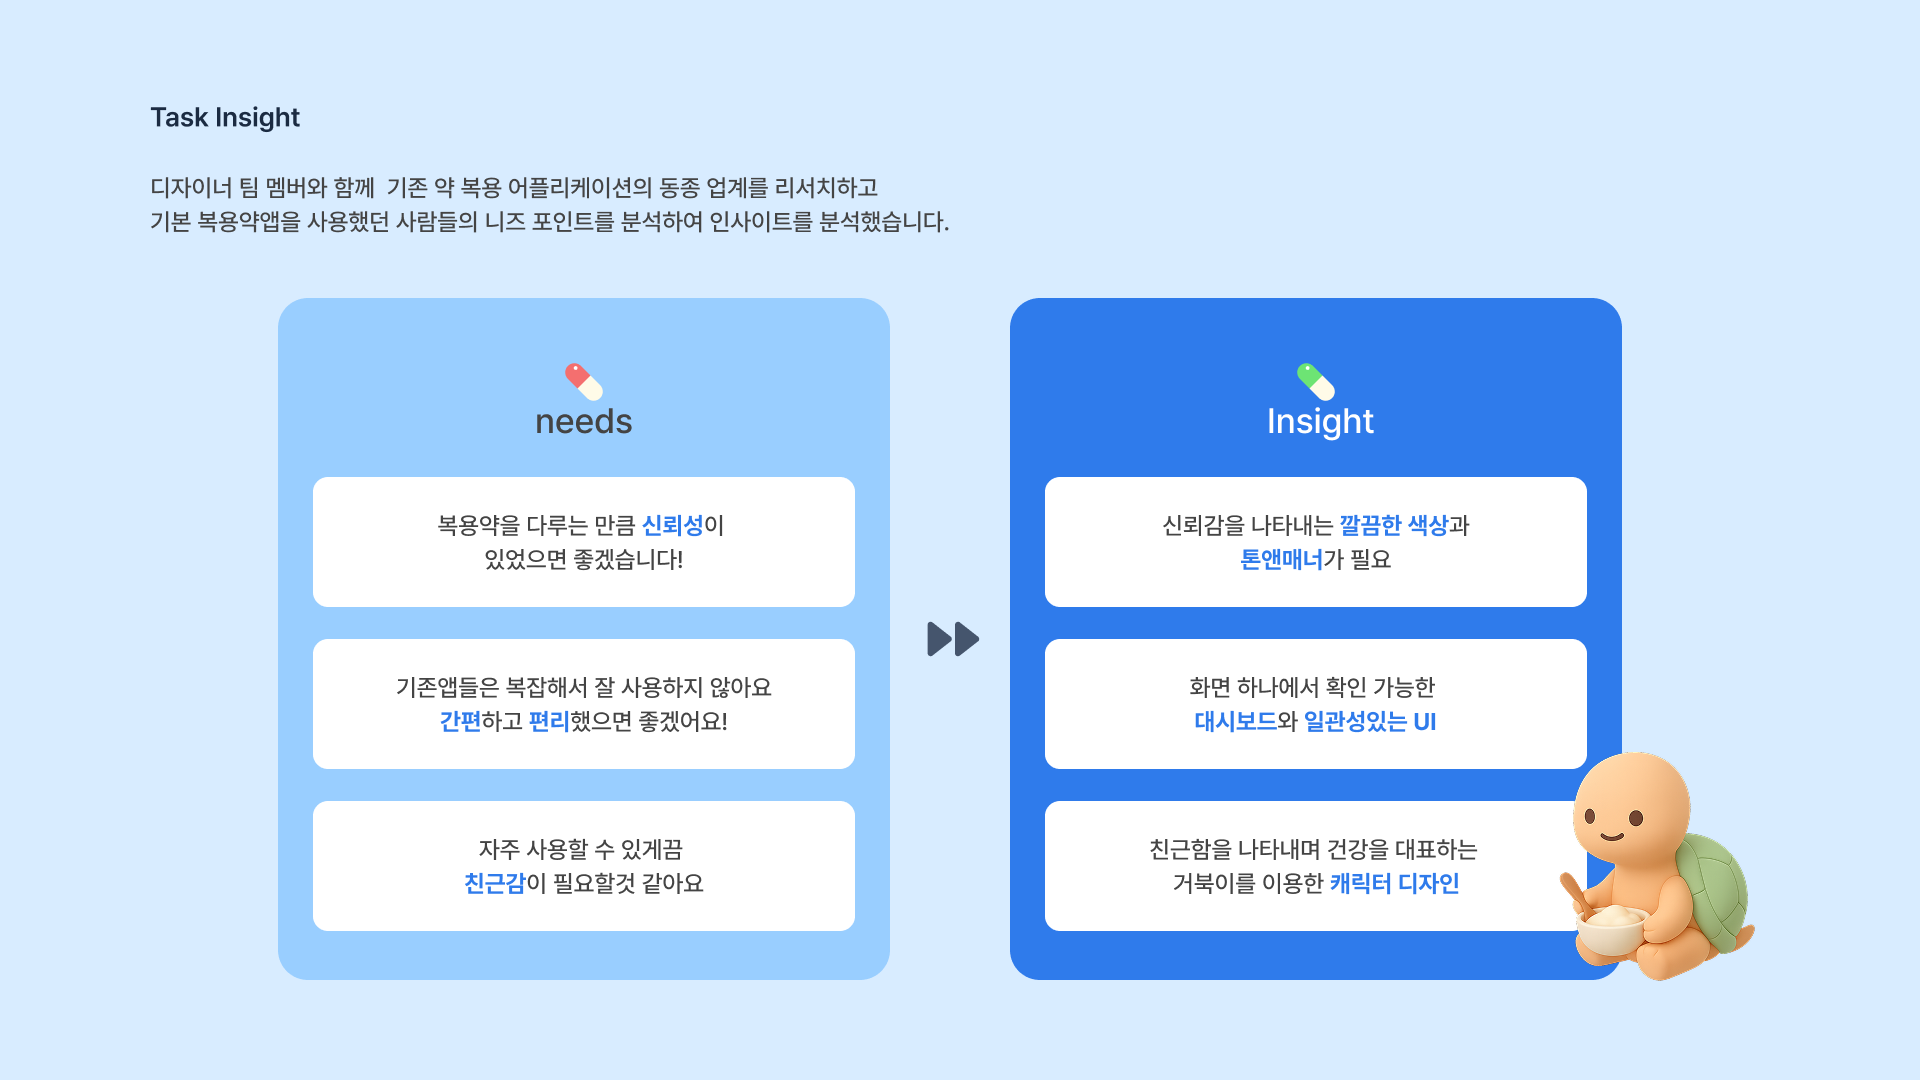 Task Insight
디자이너 팀 멤버와 함께  기존 약 복용 어플리케이션의 동종 업계를 리서치하고
기본 복용약앱을 사용했던 사람들의 니즈 포인트를 분석하여 인사이트를 분석했습니다.
needs
복용약을 다루는 만큼 신뢰성이
있었으면 좋겠습니다!
기존앱들은 복잡해서 잘 사용하지 않아요
간편하고 편리했으면 좋겠어요!
자주 사용할 수 있게끔
친근감이 필요할것 같아요
Insight
신뢰감을 나타내는 깔끔한 색상과
톤앤매너가 필요
화면 하나에서 확인 가능한
대시보드와 일관성있는 UI
친근함을 나타내며 건강을 대표하는
거북이를 이용한 캐릭터 디자인